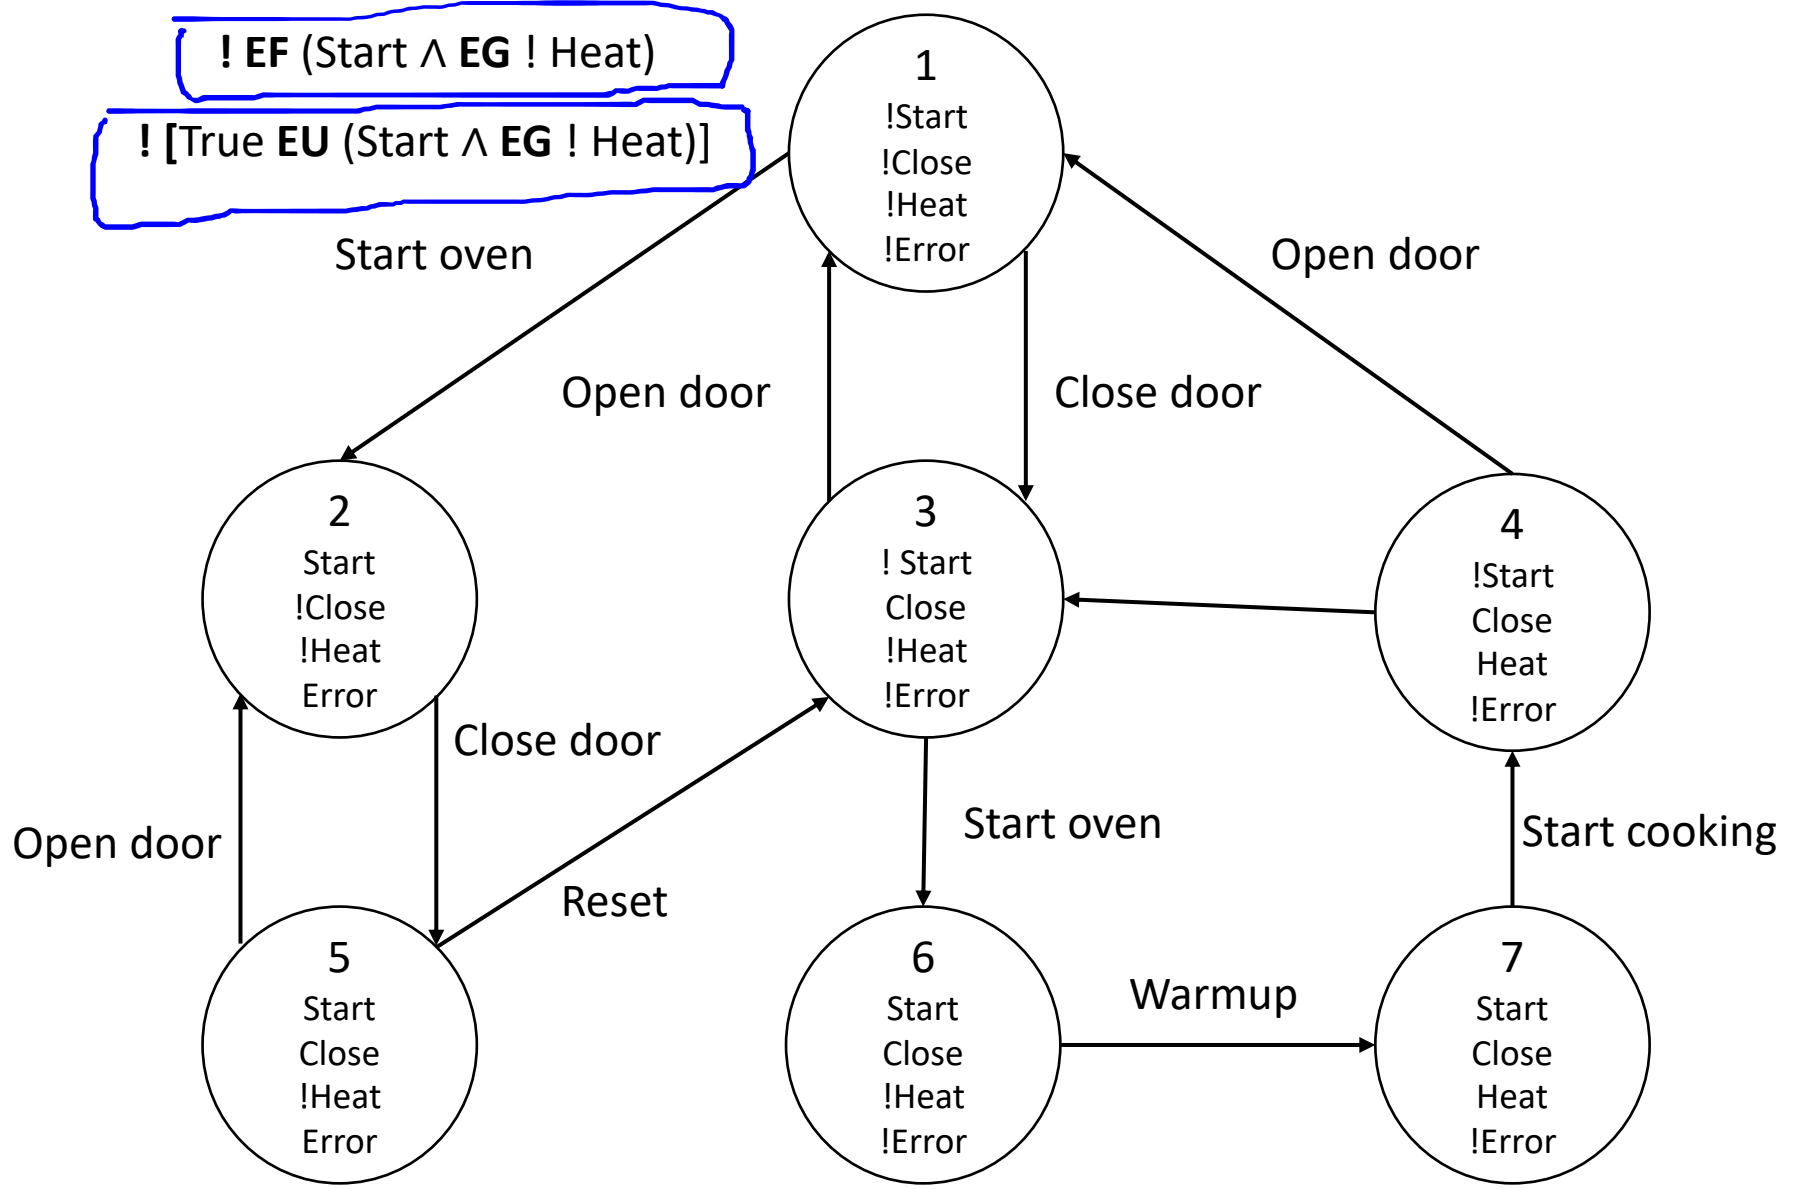 ! EF (Start ∧ EG ! Heat)
! [True EU (Start ∧ EG ! Heat)]
1
!Start
!Close
!Heat
!Error
Start oven
Open door
Open door
Close door
2
Start
!Close
!Heat
Error
3
! Start
Close
!Heat
!Error
4
!Start
Close
Heat
!Error
Close door
Open door
Reset
Start oven
Start cooking
5
Start
Close
!Heat
Error
6
Start
Close
!Heat
!Error
Warmup
7
Start
Close
Heat
!Error